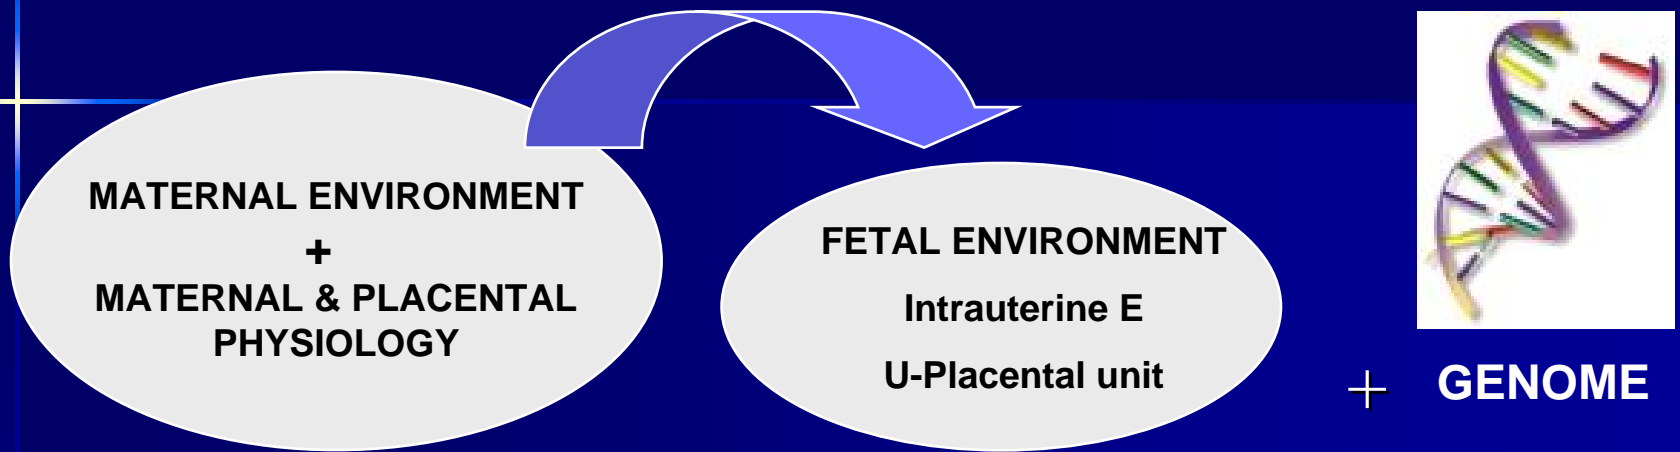 MATERNAL ENVIRONMENT
+
MATERNAL & PLACENTAL
PHYSIOLOGY
FETAL ENVIRONMENT
Intrauterine E
U-Placental unit
+ GENOME